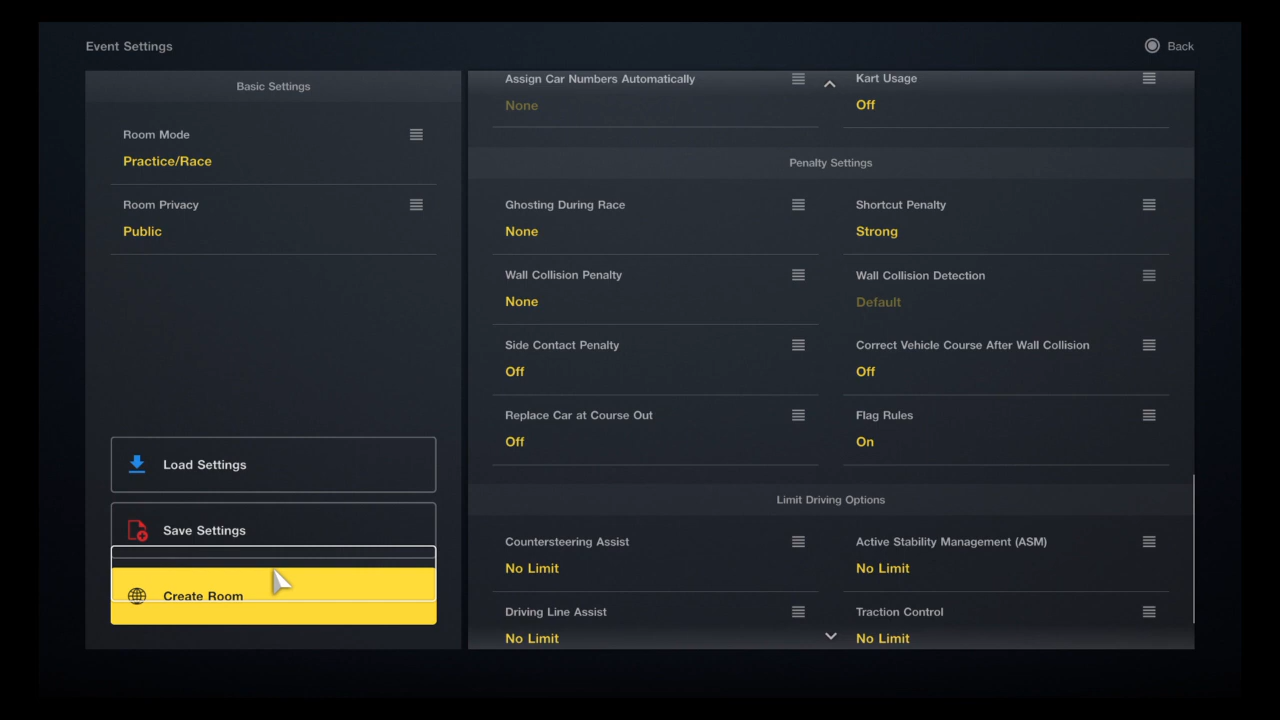 Event Settings
Back
Basic Settings
Room Mode
Practice/Race
Room Privacy
Public
Load Settings
Save Settings
Create Room
Assign Car Numbers Automatically
None
Kart Usage
Off
Penalty Settings
Ghosting During Race
None
Shortcut Penalty
Strong
Wall Collision Penalty
None
Wall Collision Detection
Default
Side Contact Penalty
Off
Correct Vehicle Course After Wall Collision
Off
Replace Car at Course Out
Off
Flag Rules
On
Limit Driving Options
Countersteering Assist
No Limit
Active Stability Management (ASM)
No Limit
Driving Line Assist
No Limit
Traction Control
No Limit